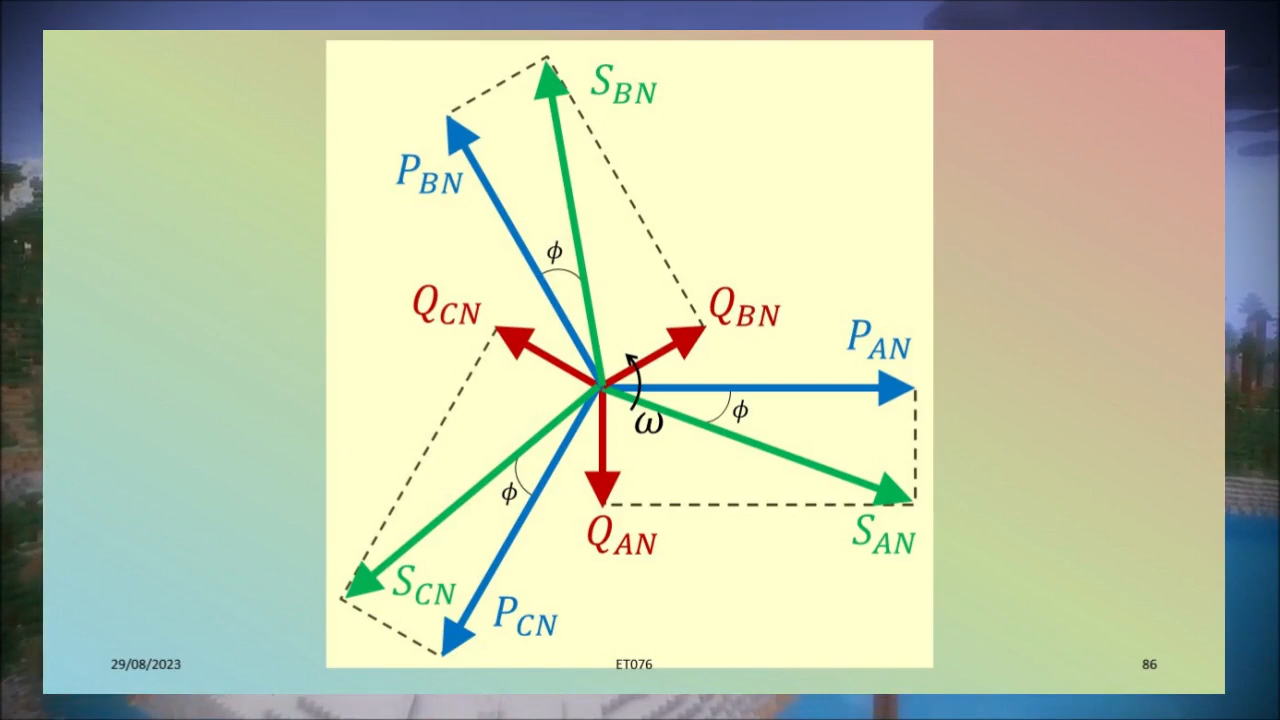 S_BN
P_BN
ϕ
Q_CN
Q_BN
P_AN
ϕ
ω
ϕ
Q_AN
S_AN
S_CN
P_CN
29/08/2023
ET076
86